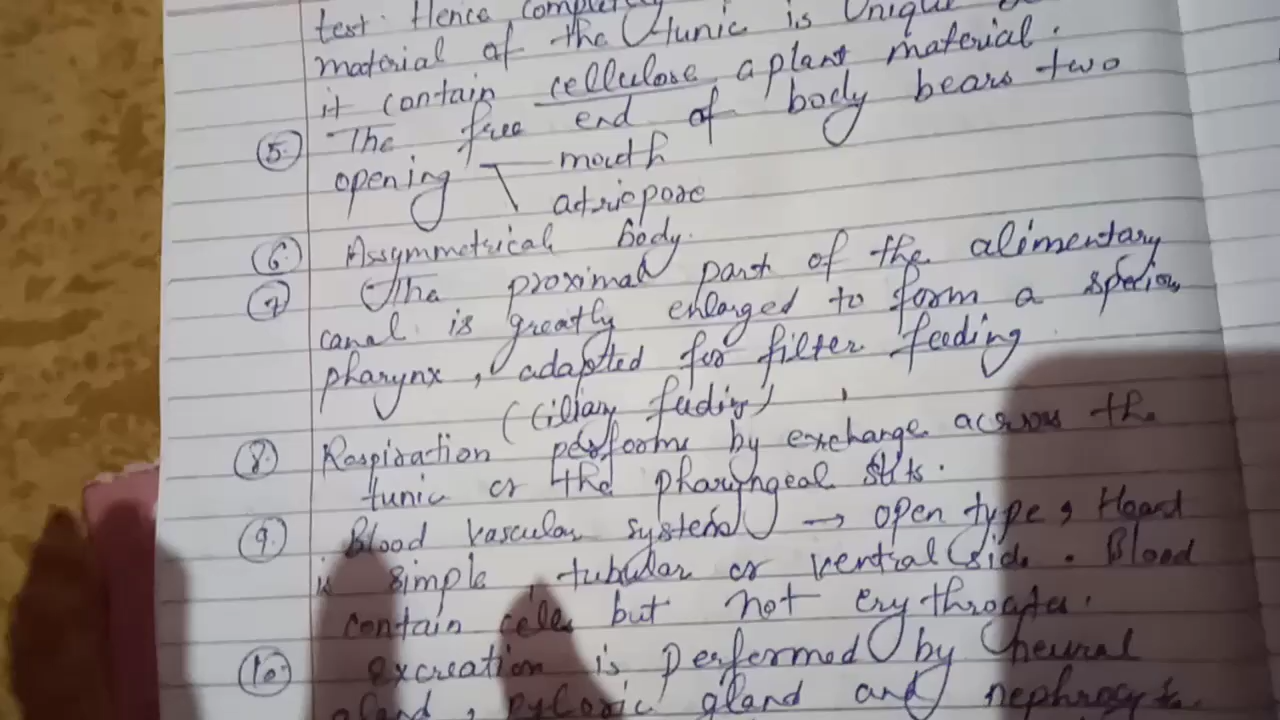 test. Hence
material of the tunic is Unique
it contain cellulose a plant material.
5. The free end of body bears two
opening mouth
atriopore
6. Assymmetrical body.
7. The proximal part of the alimentary
canal is greatly enlarged to form a
pharynx, adapted for filter feeding
(Ciliary feeding)
8. Respiration performs by exchange across the
tunic or the pharyngeal slits.
9. Blood vascular system → open type, Heart
is simple, tubular or ventral side. Blood
contain cells but not erythrocytes.
10. excreation is performed by neural
gland, pyloric gland and